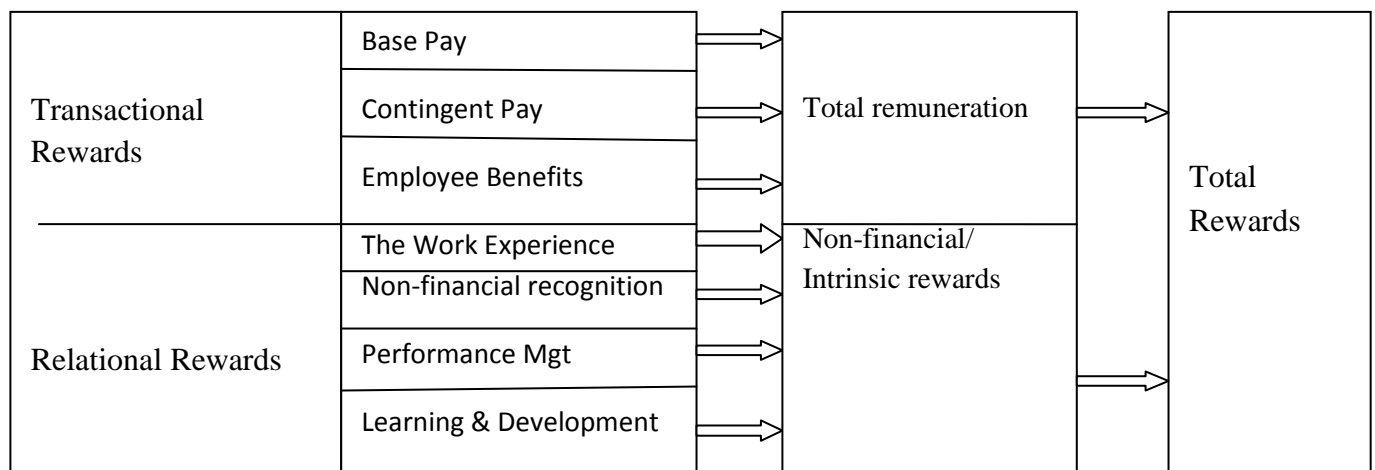 Transactional
Rewards
Base Pay
Contingent Pay
Employee Benefits
Total remuneration
Relational Rewards
The Work Experience
Non-financial recognition
Performance Mgt
Learning & Development
Non-financial/
Intrinsic rewards
Total
Rewards